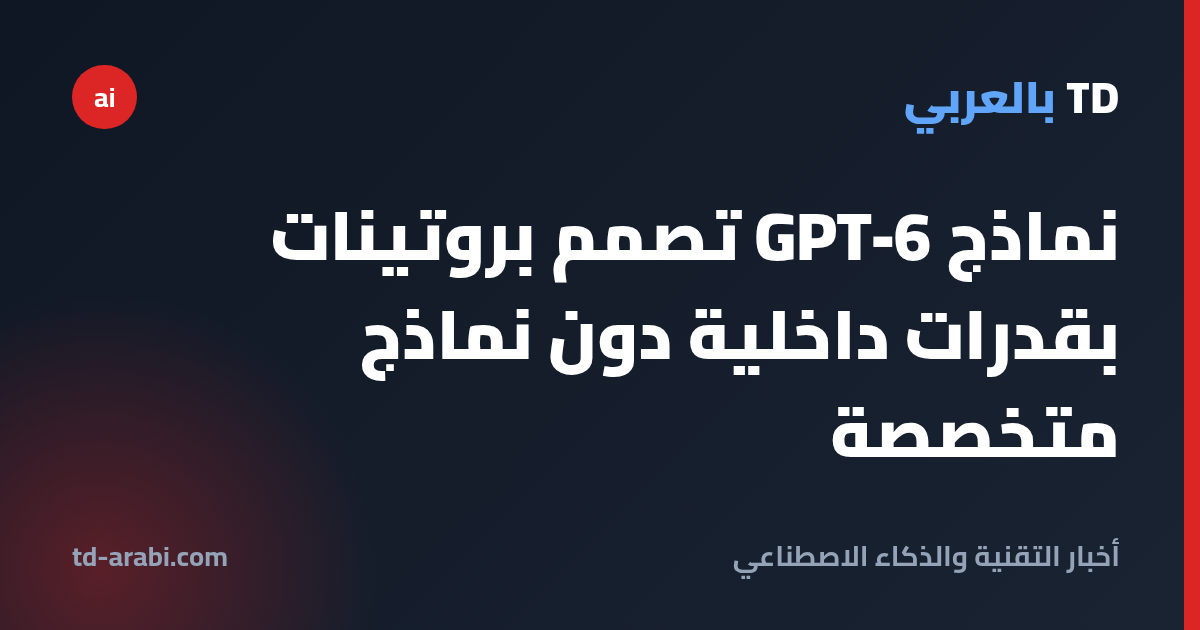 TD بالعربي
ai
نماذج GPT-6 تصمم بروتينات
بقدرات داخلية دون نماذج
متخصصة
أخبار التقنية والذكاء الاصطناعي
td-arabi.com